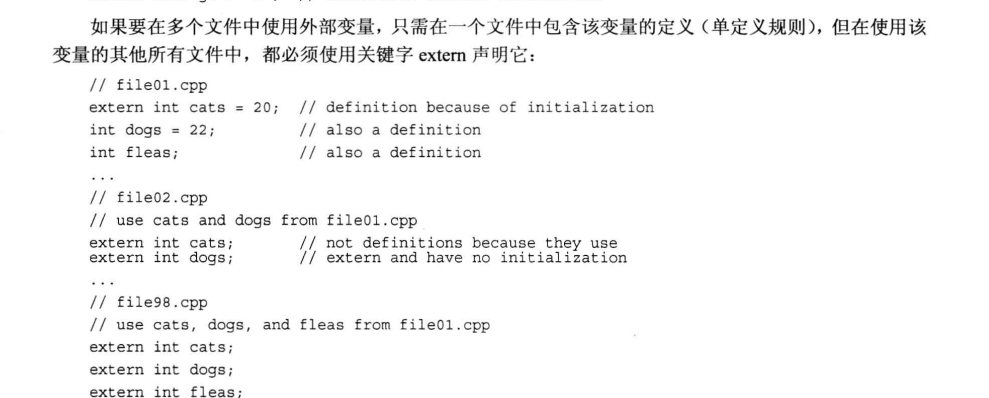 如果要在多个文件中使用外部变量，只需在一个文件中包含该变量的定义（单定义规则），但在使用该
变量的其他所有文件中，都必须使用关键字 extern 声明它：
// file01.cpp
extern int cats = 20;  // definition because of initialization
int dogs = 22;         // also a definition
int fleas;             // also a definition
...
// file02.cpp
// use cats and dogs from file01.cpp
extern int cats;       // not definitions because they use
extern int dogs;       // extern and have no initialization
...
// file98.cpp
// use cats, dogs, and fleas from file01.cpp
extern int cats;
extern int dogs;
extern int fleas;